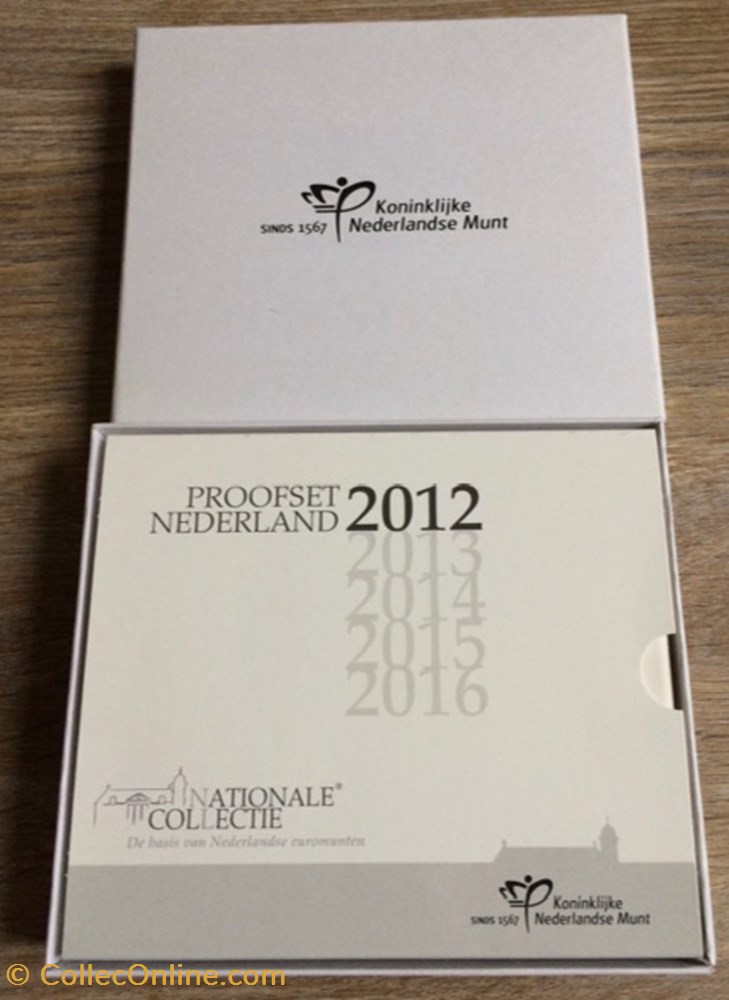 Koninklijke
SINDS 1567 Nederlandse Munt
PROOFSET 2012
NEDERLAND
2013
2014
2015
2016
NATIONALE®
COLLECTIE
De basis van Nederlandse euromunten
Koninklijke
SINDS 1567 Nederlandse Munt
© CollecOnline.com